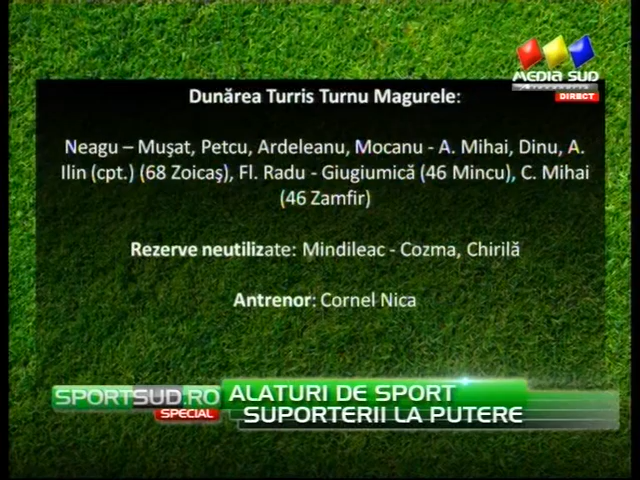 MEDIA SUD
DIRECT
Dunărea Turris Turnu Magurele:
Neagu – Muşat, Petcu, Ardeleanu, Mocanu - A. Mihai, Dinu, A.
Ilin (cpt.) (68 Zoicaş), Fl. Radu - Giugiumică (46 Mincu), C. Mihai
(46 Zamfir)
Rezerve neutilizate: Mindileac - Cozma, Chirilă
Antrenor: Cornel Nica
SPORTSUD.RO
SPECIAL
ALATURI DE SPORT
SUPORTERII LA PUTERE